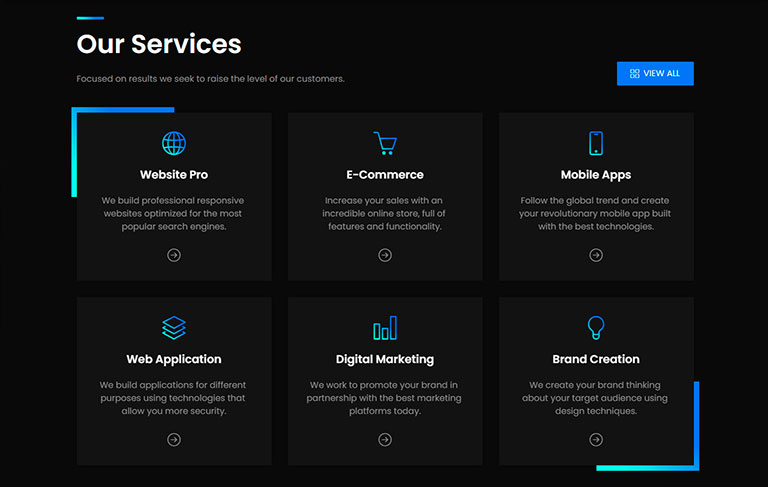 Our Services
Focused on results we seek to raise the level of our customers.
VIEW ALL
Website Pro
We build professional responsive
websites optimized for the most
popular search engines.
E-Commerce
Increase your sales with an
incredible online store, full of
features and functionality.
Mobile Apps
Follow the global trend and create
your revolutionary mobile app built
with the best technologies.
Web Application
We build applications for different
purposes using technologies that
allow you more security.
Digital Marketing
We work to promote your brand in
partnership with the best marketing
platforms today.
Brand Creation
We create your brand thinking
about your target audience using
design techniques.